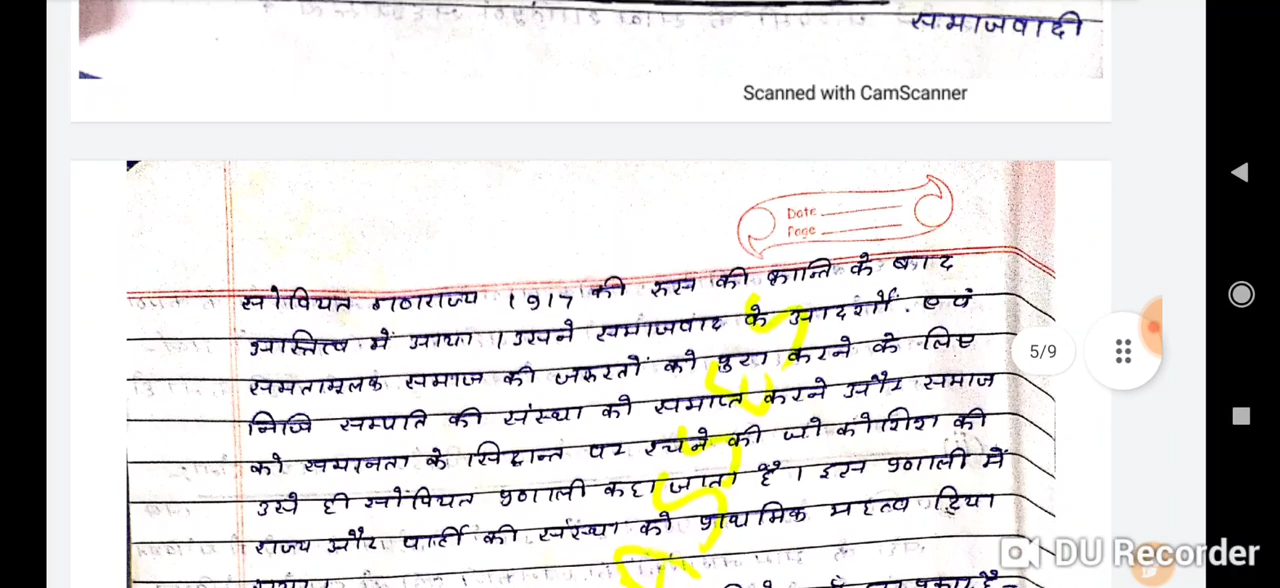 समाजवादी
Scanned with CamScanner
Date
Page
सोवियत गणराज्य 1917 की रुस की क्रान्ति के बाद
अस्तित्व में आया । उसने समाजवाद के आदर्शों एवं
समतामूलक समाज की जरुरतों को पुरा करने के लिए
निजि सम्पति की संस्था को समाप्त करने और समाज
को समानता के सिद्धान्त पर रचने की जो कोशिश की
उसे ही सोवियत प्रणाली कहा जाता है । इस प्रणाली में
राज्य और पार्टी की संस्था को प्राथमिक महत्व दिया
5/9
DU Recorder